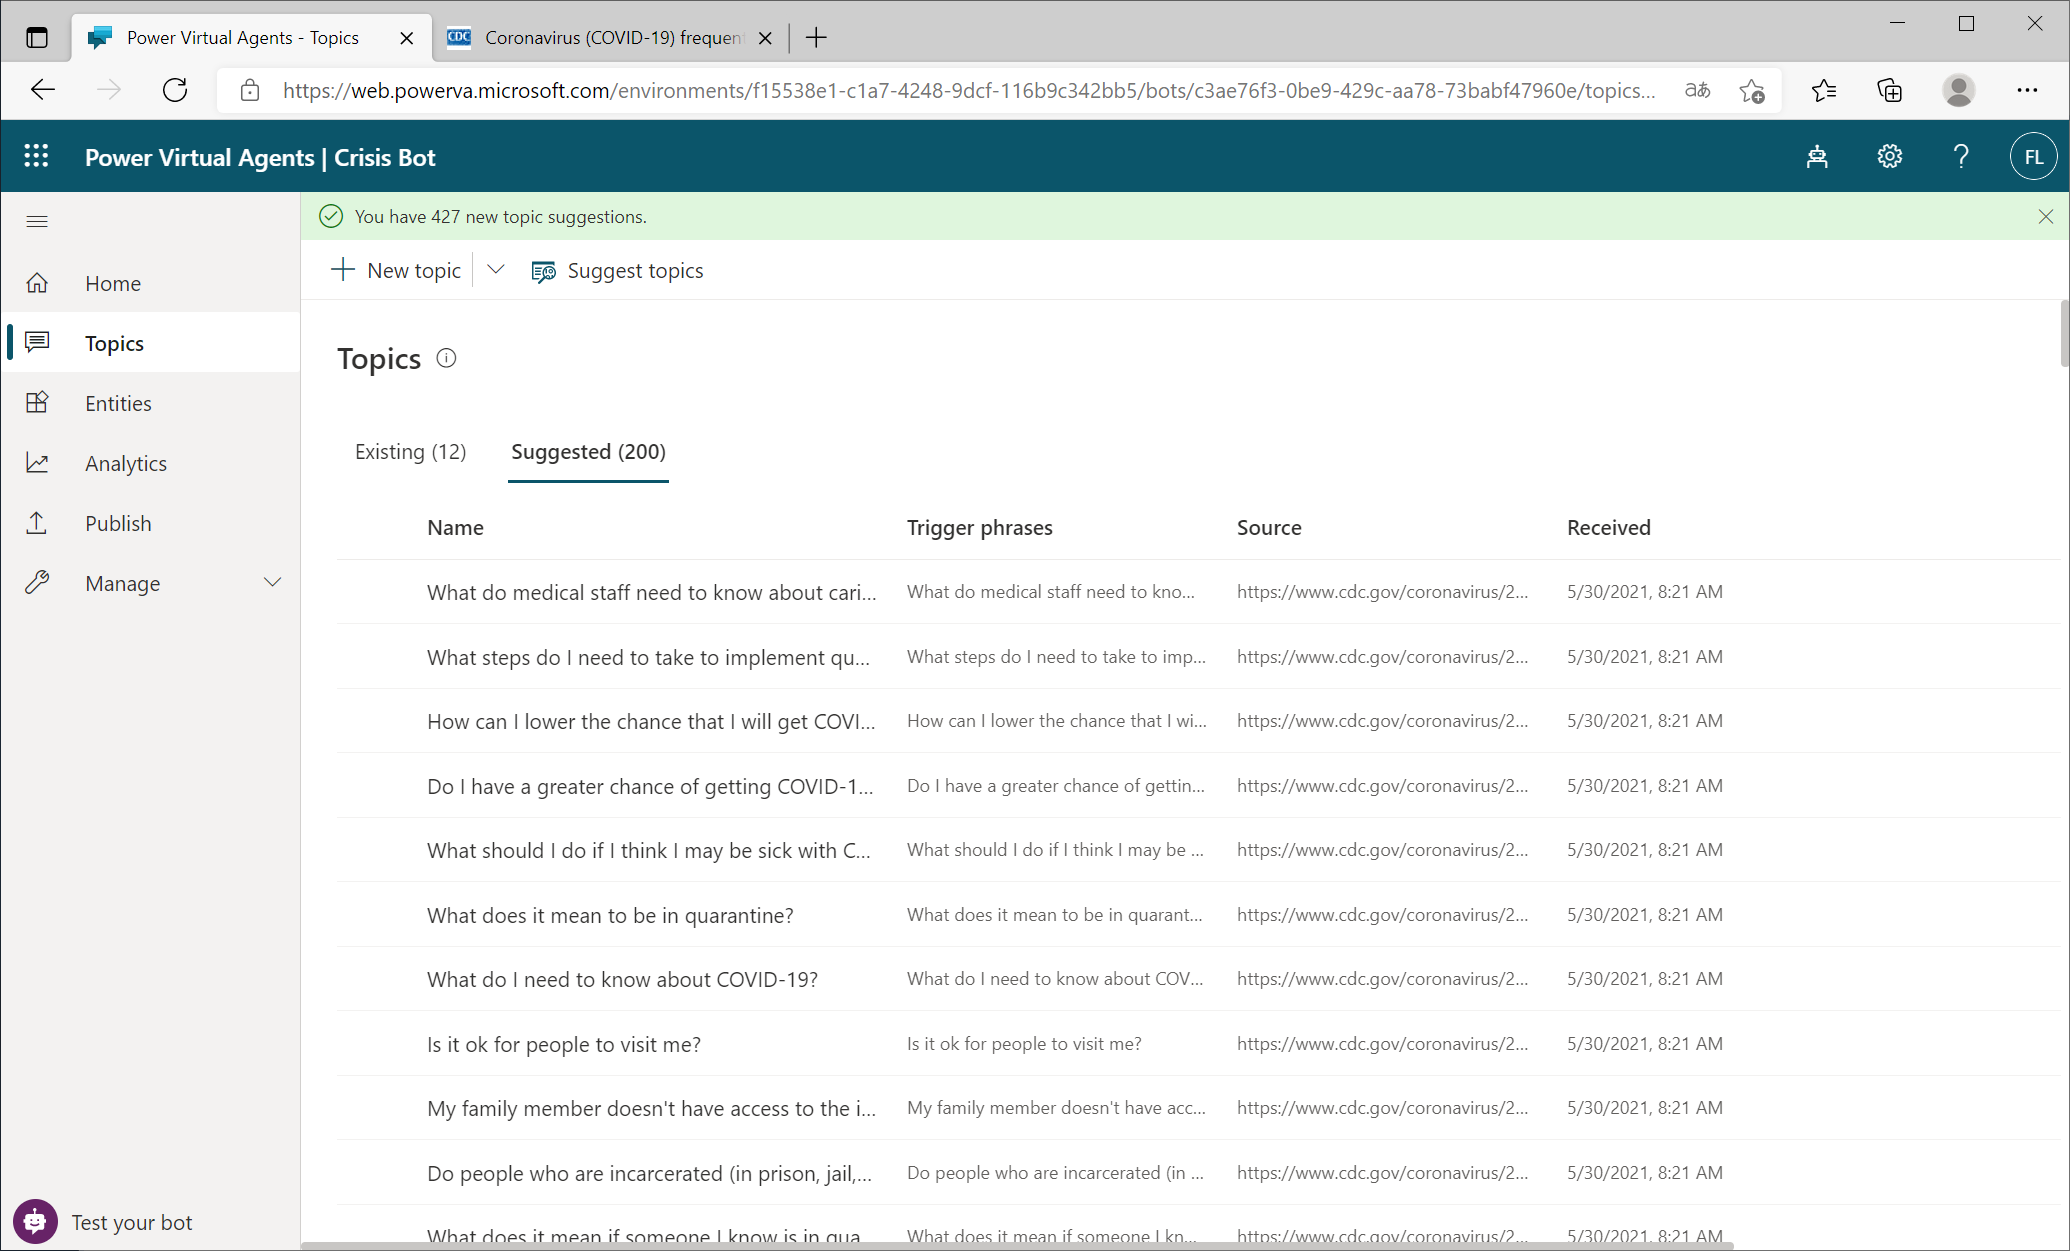 Power Virtual Agents - Topics
CDC Coronavirus (COVID-19) frequent
https://web.powerva.microsoft.com/environments/f15538e1-c1a7-4248-9dcf-116b9c342bb5/bots/c3ae76f3-0be9-429c-aa78-73babf47960e/topics...
Power Virtual Agents | Crisis Bot
FL
You have 427 new topic suggestions.
New topic
Suggest topics
Home
Topics
Entities
Analytics
Publish
Manage
Test your bot
Topics
Existing (12)
Suggested (200)
Name Trigger phrases Source Received
What do medical staff need to know about cari... What do medical staff need to kno... https://www.cdc.gov/coronavirus/2... 5/30/2021, 8:21 AM
What steps do I need to take to implement qu... What steps do I need to take to imp... https://www.cdc.gov/coronavirus/2... 5/30/2021, 8:21 AM
How can I lower the chance that I will get COVI... How can I lower the chance that I wi... https://www.cdc.gov/coronavirus/2... 5/30/2021, 8:21 AM
Do I have a greater chance of getting COVID-1... Do I have a greater chance of gettin... https://www.cdc.gov/coronavirus/2... 5/30/2021, 8:21 AM
What should I do if I think I may be sick with C... What should I do if I think I may be ... https://www.cdc.gov/coronavirus/2... 5/30/2021, 8:21 AM
What does it mean to be in quarantine? What does it mean to be in quarant... https://www.cdc.gov/coronavirus/2... 5/30/2021, 8:21 AM
What do I need to know about COVID-19? What do I need to know about COV... https://www.cdc.gov/coronavirus/2... 5/30/2021, 8:21 AM
Is it ok for people to visit me? Is it ok for people to visit me? https://www.cdc.gov/coronavirus/2... 5/30/2021, 8:21 AM
My family member doesn't have access to the i... My family member doesn't have acc... https://www.cdc.gov/coronavirus/2... 5/30/2021, 8:21 AM
Do people who are incarcerated (in prison, jail,... Do people who are incarcerated (in ... https://www.cdc.gov/coronavirus/2... 5/30/2021, 8:21 AM
What does it mean if someone I know is in qua... What does it mean if someone I kn... https://www.cdc.gov/coronavirus/2... 5/30/2021, 8:21 AM